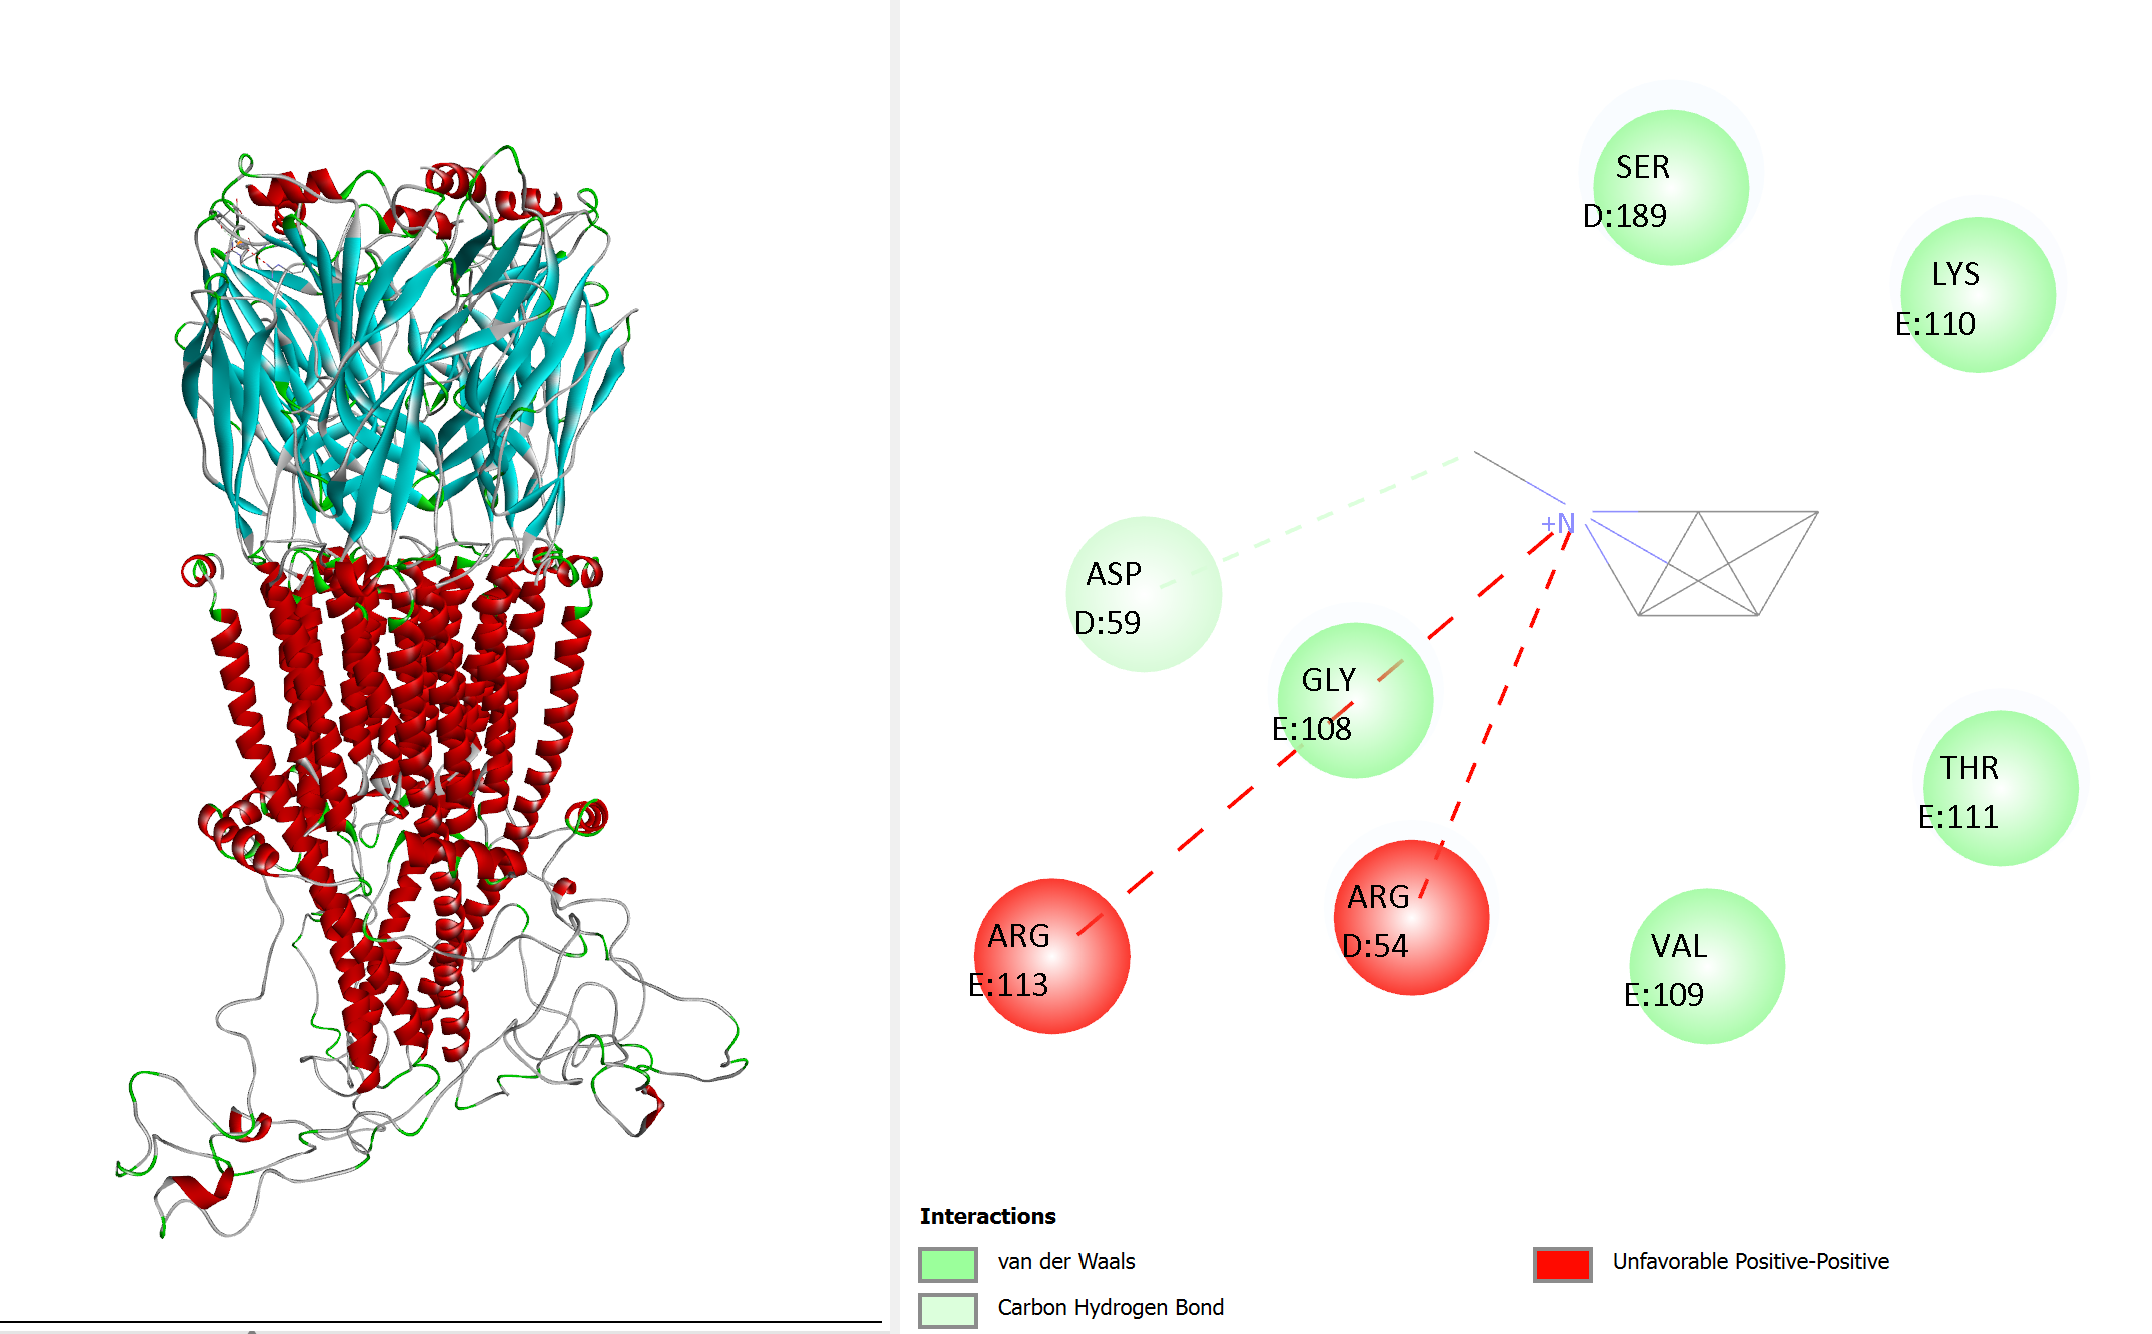 SER
D:189
LYS
E:110
+N
ASP
D:59
GLY
E:108
THR
E:111
ARG
D:54
ARG
E:113
VAL
E:109
Interactions
van der Waals
Carbon Hydrogen Bond
Unfavorable Positive-Positive